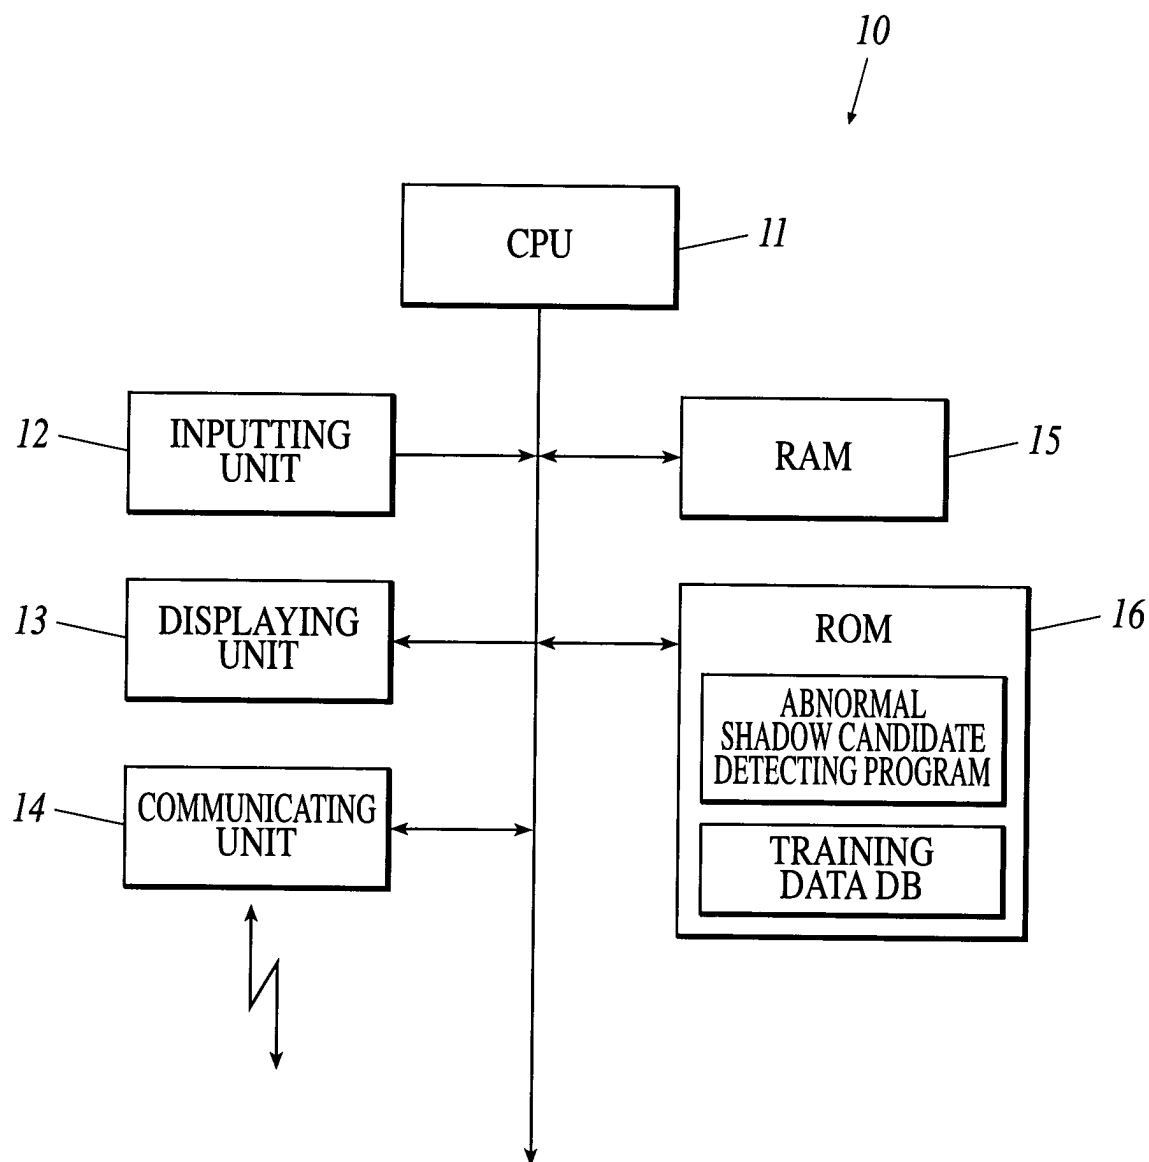 10
CPU
11
12
INPUTTING
UNIT
RAM
15
13
DISPLAYING
UNIT
ROM
16
ABNORMAL
SHADOW CANDIDATE
DETECTING PROGRAM
14
COMMUNICATING
UNIT
TRAINING
DATA DB